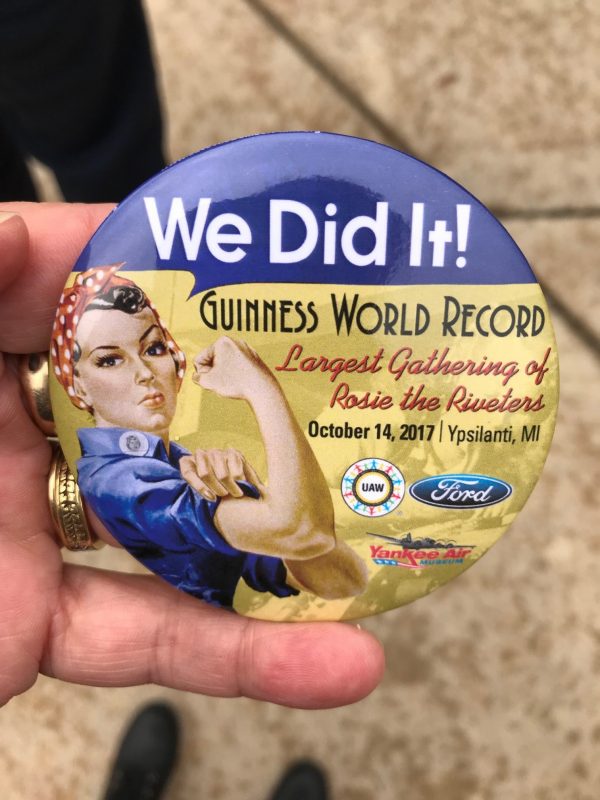 We Did It!
GUINNESS WORLD RECORD
Largest Gathering of
Rosie the Riveters
October 14, 2017 | Ypsilanti, MI
UAW
Ford
Yankee Air
MUSEUM